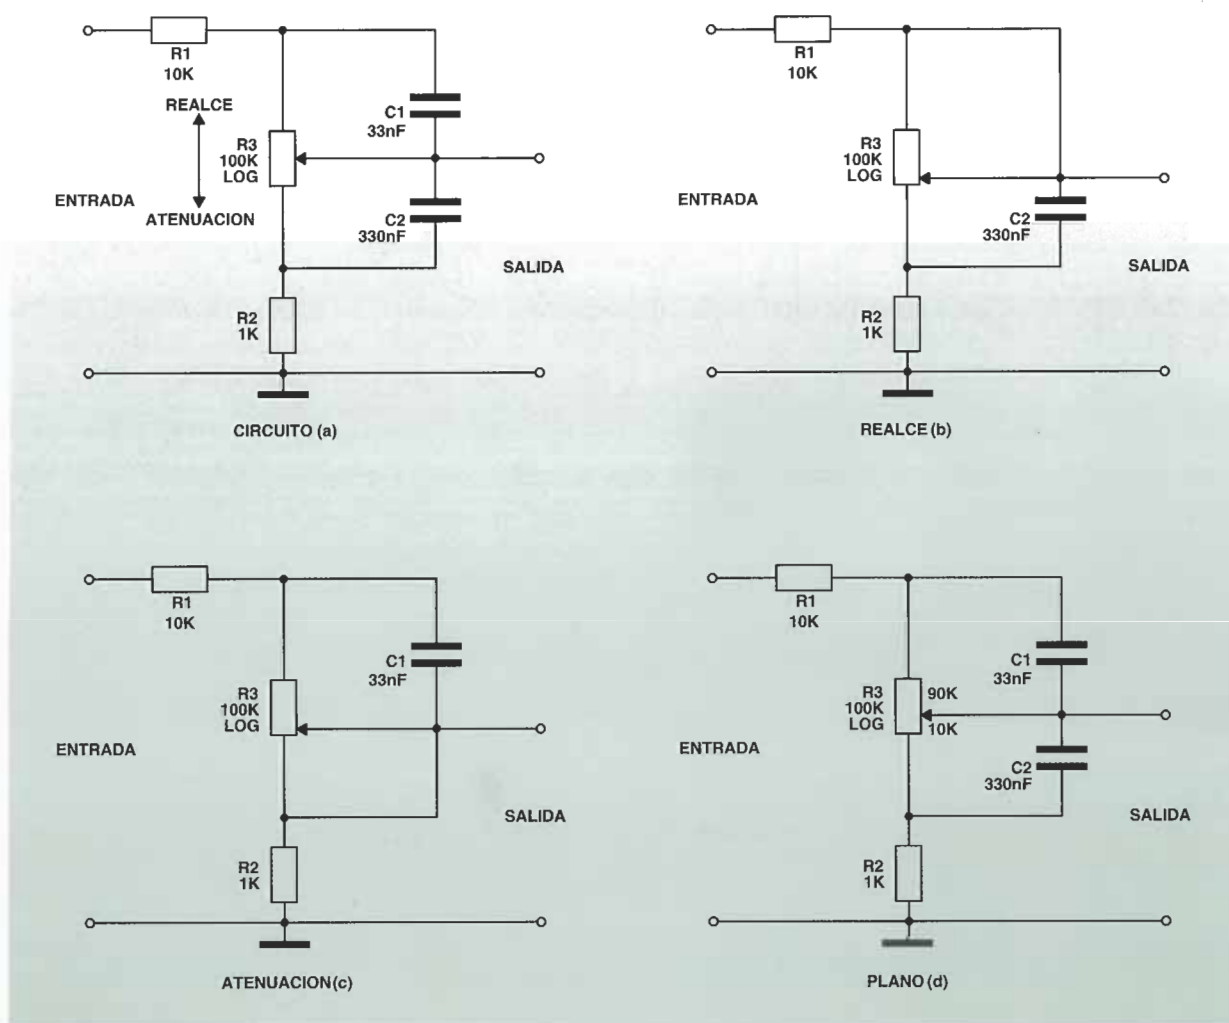 R1
10K
REALCE
C1
33nF
R3
100K
LOG
ENTRADA
ATENUACION
C2
330nF
SALIDA
R2
1K
CIRCUITO (a)
R1
10K
R3
100K
LOG
ENTRADA
C2
330nF
SALIDA
R2
1K
REALCE (b)
R1
10K
C1
33nF
R3
100K
LOG
ENTRADA
SALIDA
R2
1K
ATENUACION (c)
R1
10K
C1
33nF
R3
100K
LOG
90K
10K
ENTRADA
C2
330nF
SALIDA
R2
1K
PLANO (d)